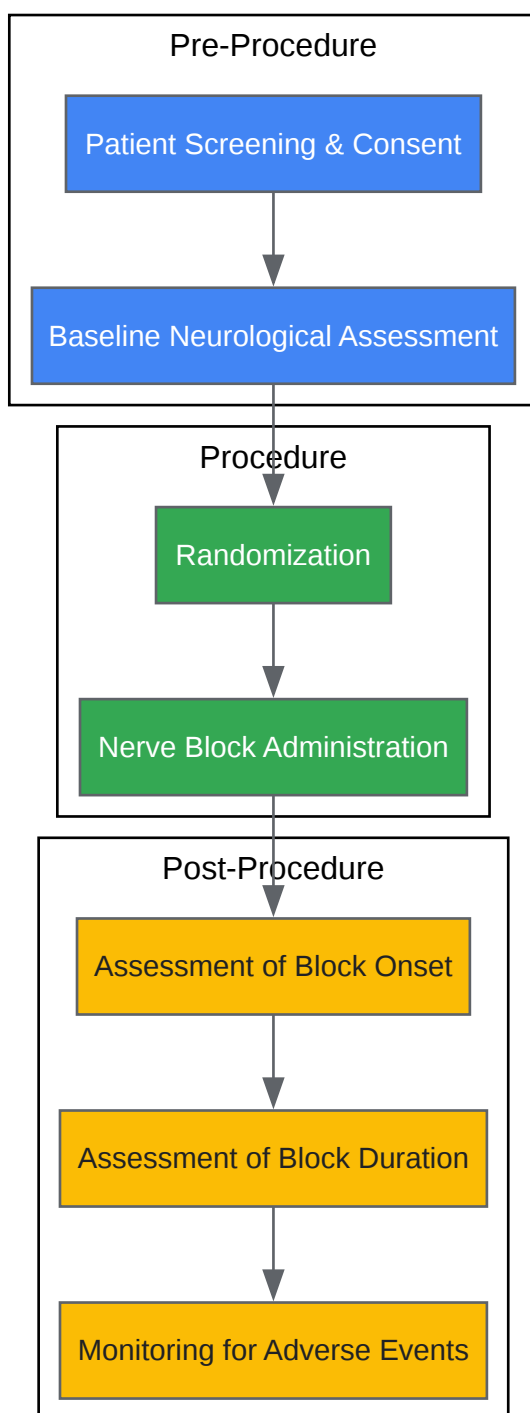 Pre-Procedure
Patient Screening & Consent
Baseline Neurological Assessment
Procedure
Randomization
Nerve Block Administration
Post-Procedure
Assessment of Block Onset
Assessment of Block Duration
Monitoring for Adverse Events